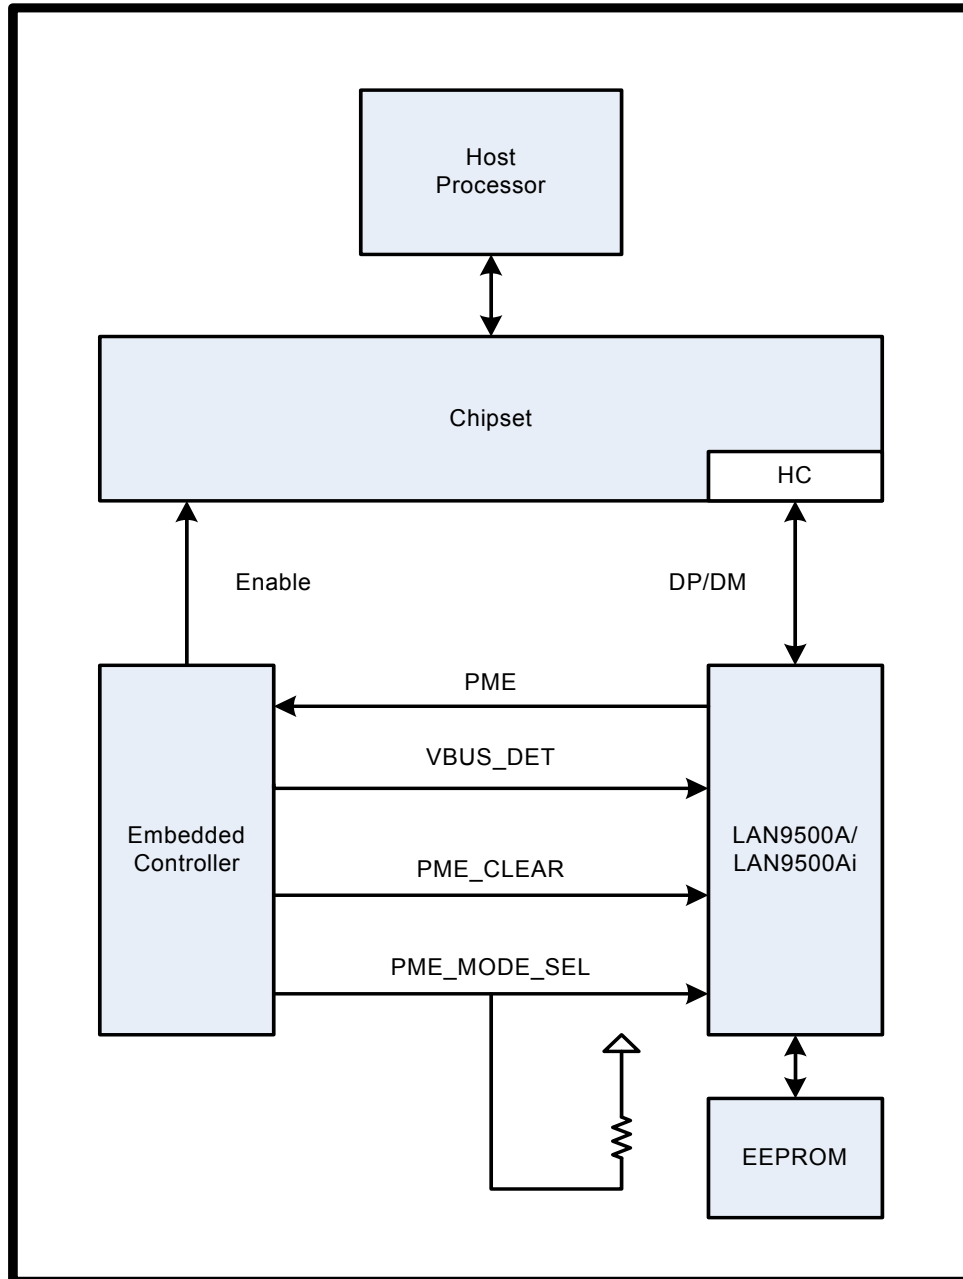 Host
Processor
Chipset
HC
Enable
DP/DM
PME
VBUS_DET
Embedded
Controller
LAN9500A/
LAN9500Ai
PME_CLEAR
PME_MODE_SEL
EEPROM